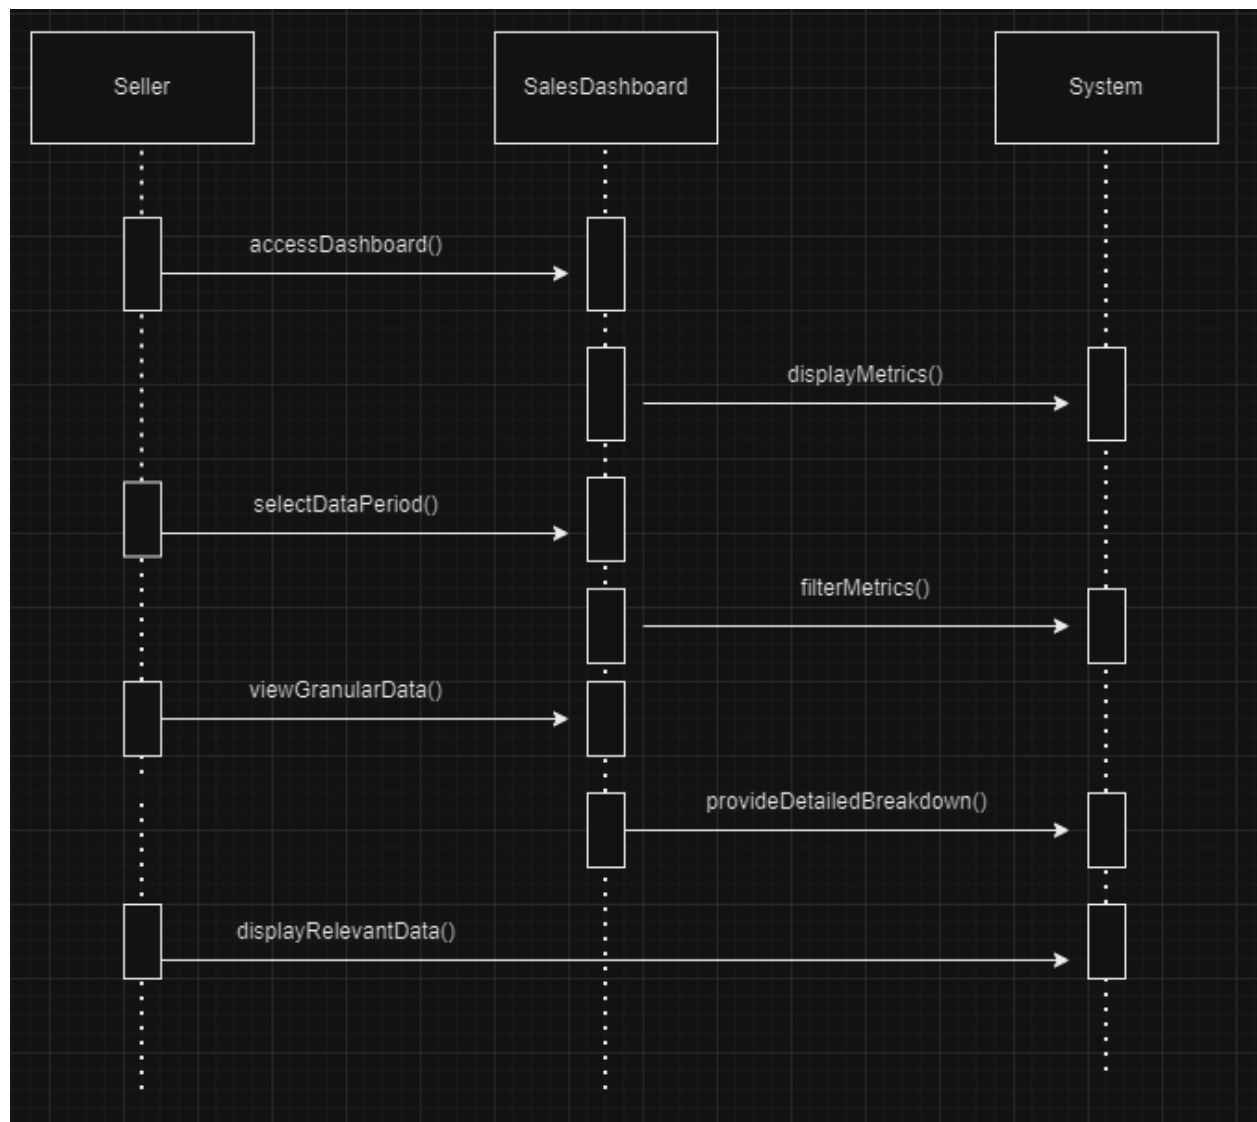 Seller
SalesDashboard
System
accessDashboard()
displayMetrics()
selectDataPeriod()
filterMetrics()
viewGranularData()
provideDetailedBreakdown()
displayRelevantData()